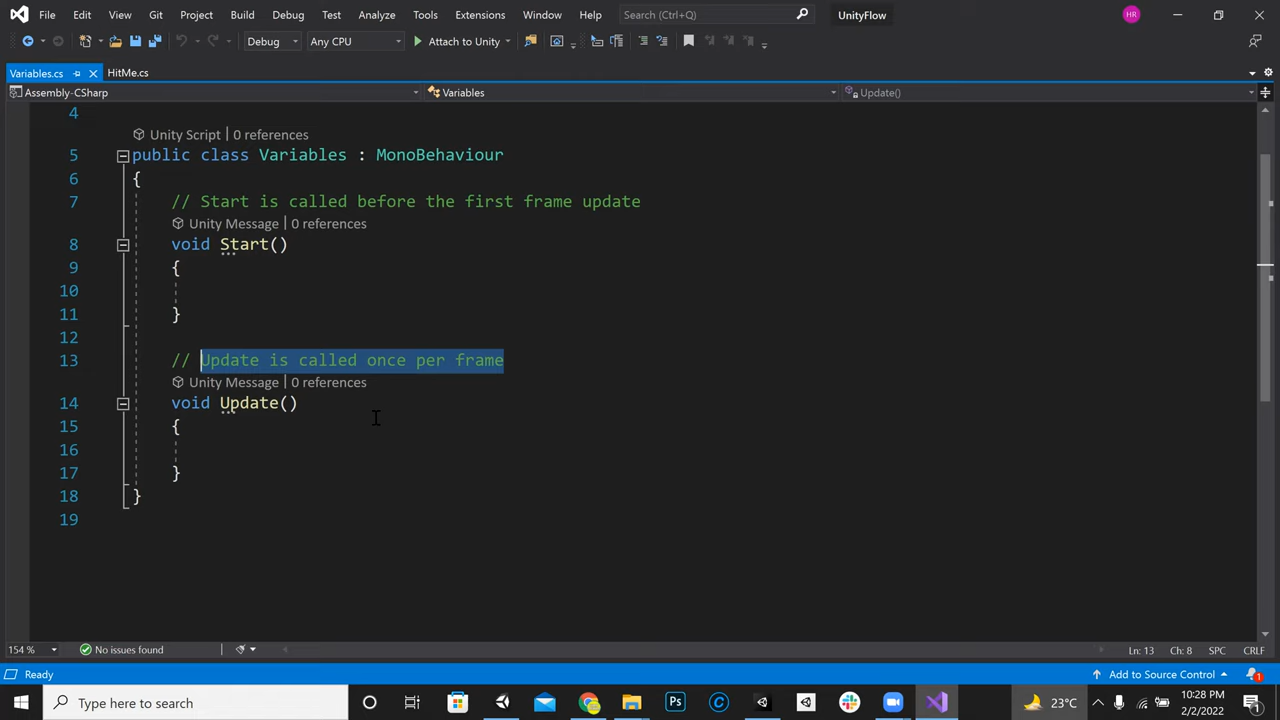 File Edit View Git Project Build Debug Test Analyze Tools Extensions Window Help Search (Ctrl+Q) UnityFlow HR
Debug Any CPU Attach to Unity
Variables.cs HitMe.cs
Assembly-CSharp Variables Update()
4
Unity Script | 0 references
5 public class Variables : MonoBehaviour
6 {
7 // Start is called before the first frame update
Unity Message | 0 references
8 void Start()
9 {
10
11 }
12
13 // Update is called once per frame
Unity Message | 0 references
14 void Update()
15 {
16
17 }
18 }
19
154 % No issues found Ln: 13 Ch: 8 SPC CRLF
Ready Add to Source Control 1
Type here to search Ps C 23°C 10:28 PM
2/2/2022 1